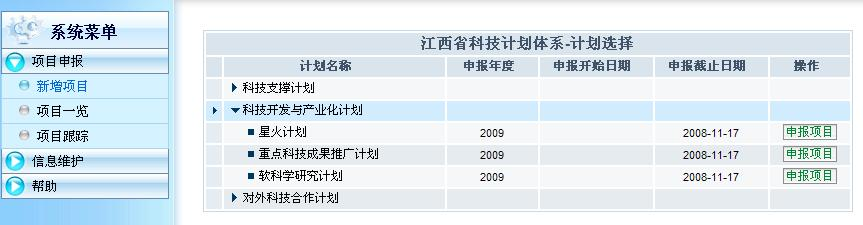 系统菜单
项目申报
新增项目
项目一览
项目跟踪
信息维护
帮助
江西省科技计划体系-计划选择
计划名称 申报年度 申报开始日期 申报截止日期 操作
科技支撑计划
科技开发与产业化计划
星火计划 2009 2008-11-17 申报项目
重点科技成果推广计划 2009 2008-11-17 申报项目
软科学研究计划 2009 2008-11-17 申报项目
对外科技合作计划